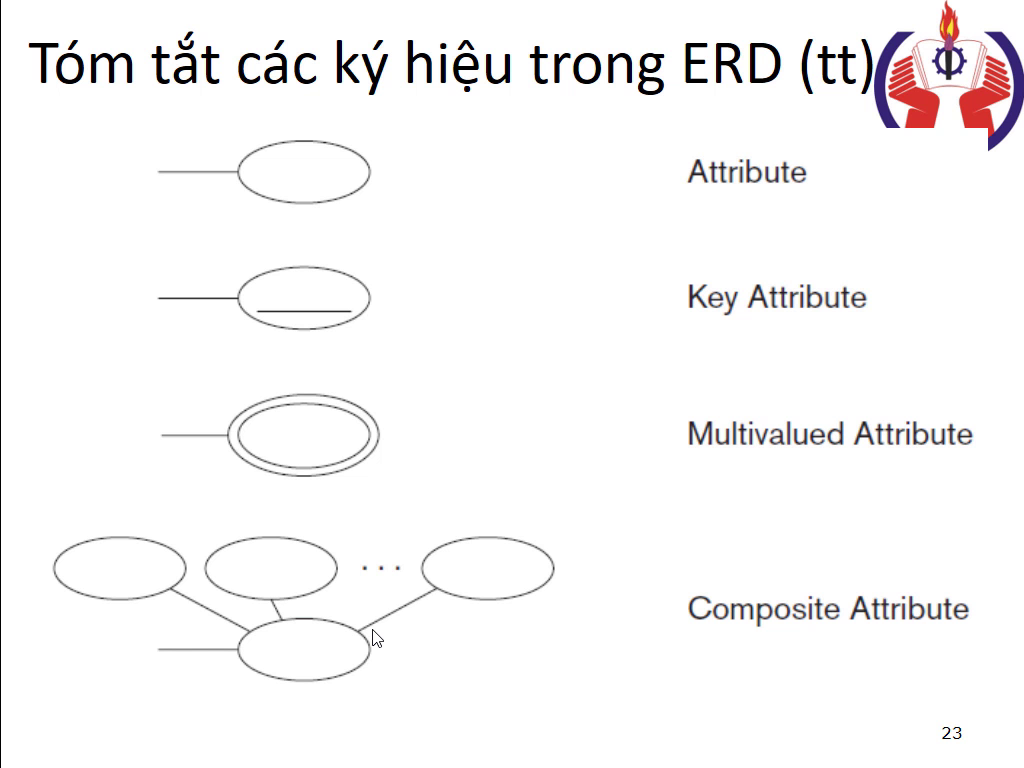 Tóm tắt các ký hiệu trong ERD (tt)
Attribute
Key Attribute
Multivalued Attribute
. . .
Composite Attribute
23